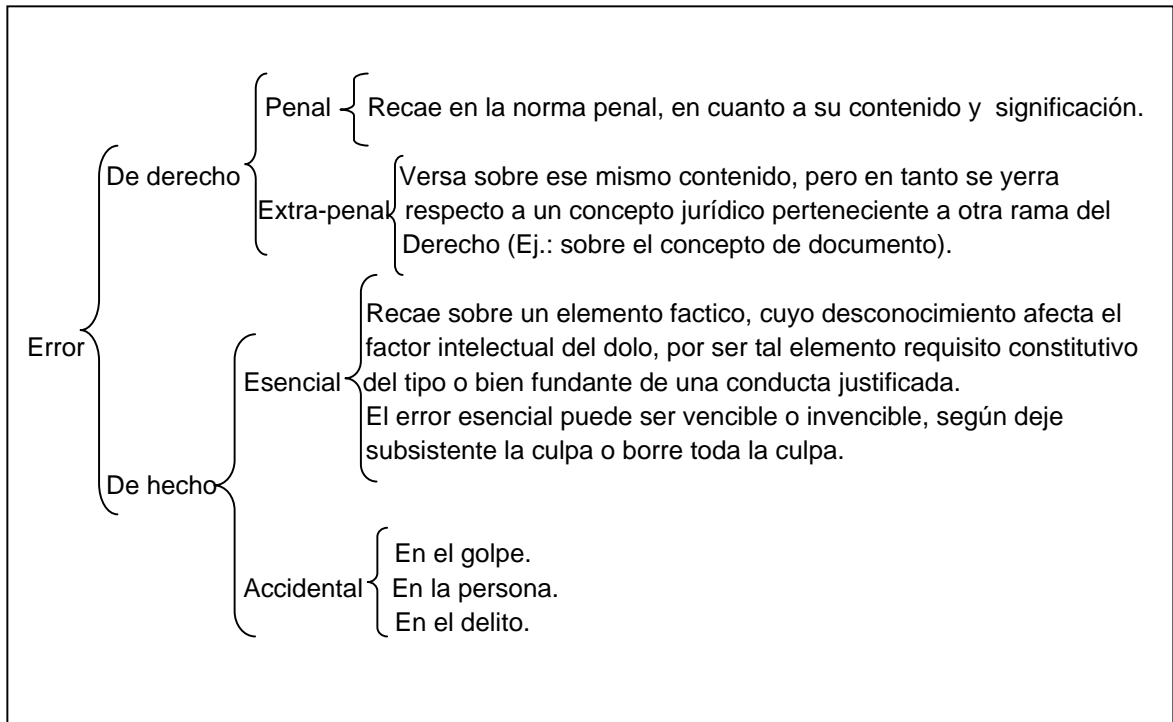 Penal
Recae en la norma penal, en cuanto a su contenido y significación.
De derecho
Extra-penal
Versa sobre ese mismo contenido, pero en tanto se yerra
respecto a un concepto jurídico perteneciente a otra rama del
Derecho (Ej.: sobre el concepto de documento).
Error
Esencial
Recae sobre un elemento factico, cuyo desconocimiento afecta el
factor intelectual del dolo, por ser tal elemento requisito constitutivo
del tipo o bien fundante de una conducta justificada.
El error esencial puede ser vencible o invencible, según deje
subsistente la culpa o borre toda la culpa.
De hecho
Accidental
En el golpe.
En la persona.
En el delito.